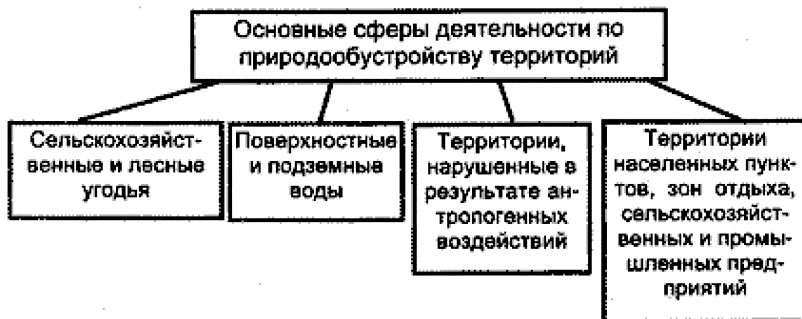 Основные сферы деятельности по
природообустройству территорий
Сельскохозяйст-
венные и лесные
угодья
Поверхностные
и подземные
воды
Территории,
нарушенные в
результате ан-
тропогенных
воздействий
Территории
населенных пунк-
тов, зон отдыха,
сельскохозяйст-
венных и промы-
шленных пред-
приятий